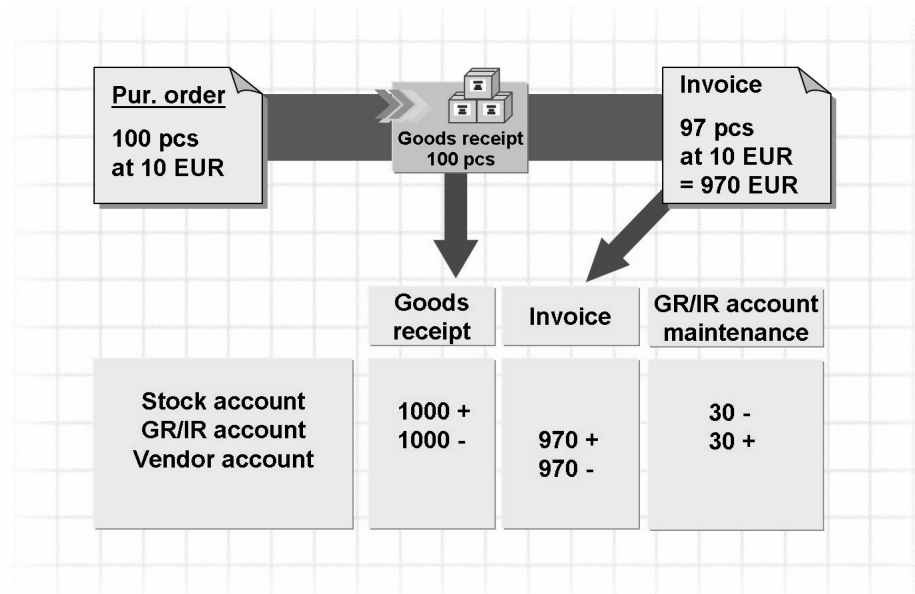 Pur. order
100 pcs
at 10 EUR
Goods receipt
100 pcs
Invoice
97 pcs
at 10 EUR
= 970 EUR
Goods
receipt
Invoice
GR/IR account
maintenance
Stock account
GR/IR account
Vendor account
1000 +
1000 -
970 +
970 -
30 -
30 +